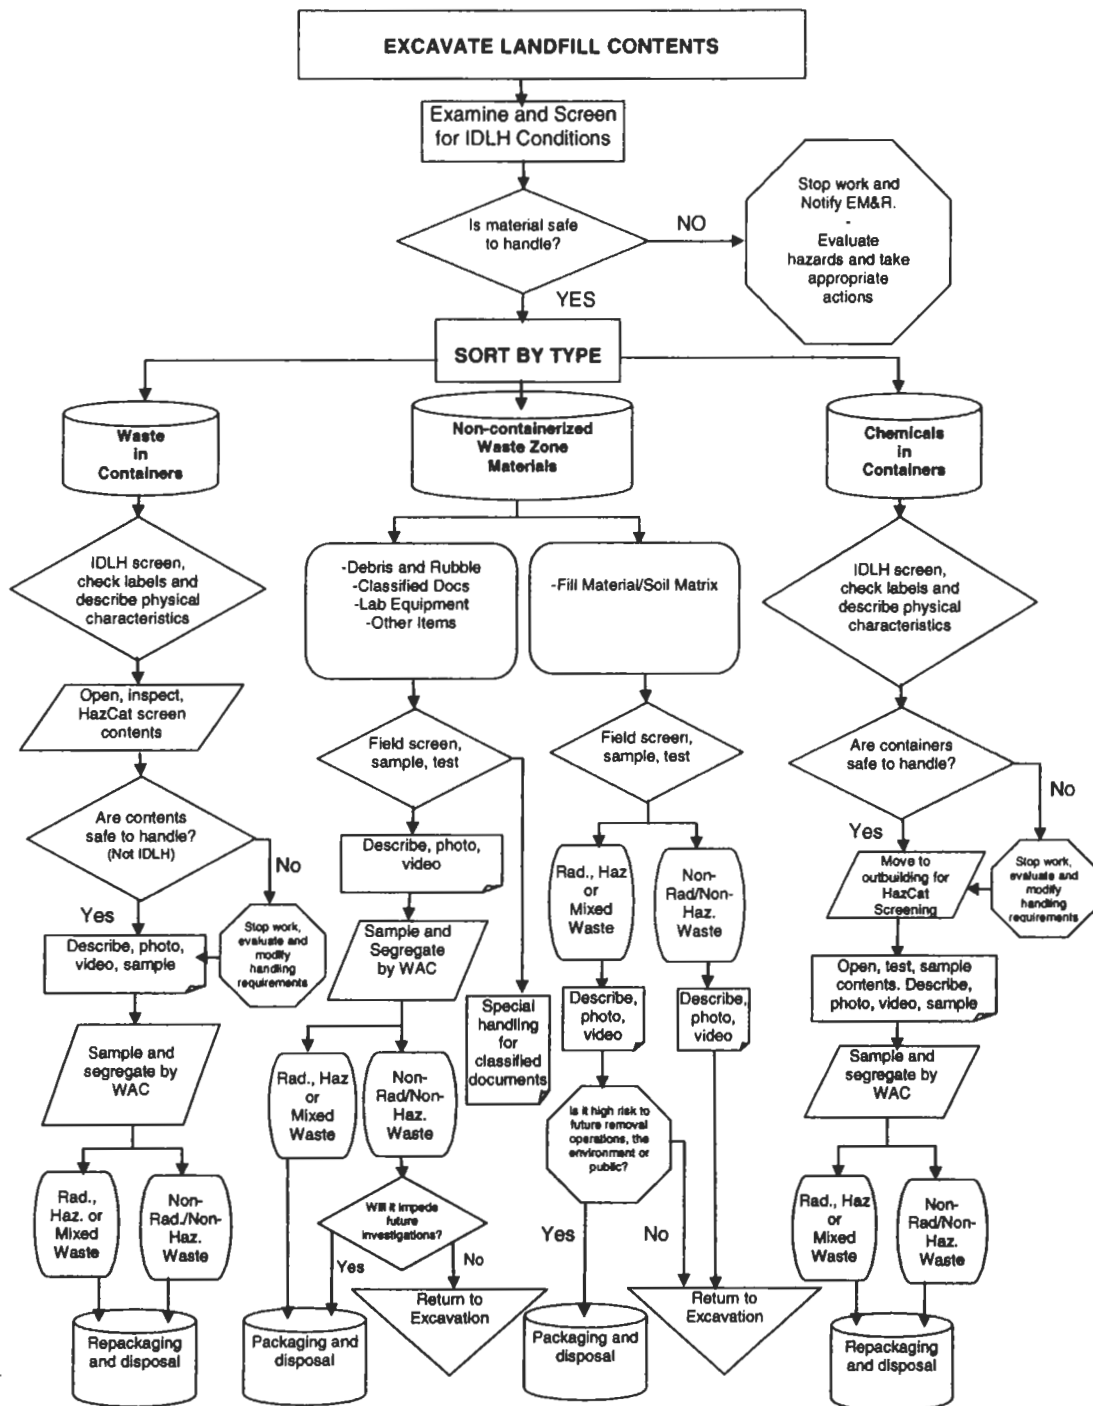 EXCAVATE LANDFILL CONTENTS
Examine and Screen
for IDLH Conditions
Is material safe
to handle?
NO
Stop work and
Notify EM&R.
-
Evaluate
hazards and take
appropriate
actions
YES
SORT BY TYPE
Waste
in
Containers
Non-containerized
Waste Zone
Materials
Chemicals
in
Containers
IDLH screen,
check labels and
describe physical
characteristics
-Debris and Rubble
-Classified Docs
-Lab Equipment
-Other Items
-Fill Material/Soil Matrix
IDLH screen,
check labels and
describe physical
characteristics
Open, inspect,
HazCat screen
contents
Field screen,
sample, test
Field screen,
sample, test
Are containers
safe to handle?
No
Yes
Are contents
safe to handle?
(Not IDLH)
No
Yes
Describe, photo,
video
Rad., Haz
or
Mixed
Waste
Non-
Rad/Non-
Haz.
Waste
Move to
outbuilding for
HazCat
Screening
Stop work,
evaluate and
modify
handling
requirements
Describe, photo,
video, sample
Stop work,
evaluate and
modify
handling
requirements
Sample and
Segregate
by WAC
Special
handling
for
classified
documents
Describe,
photo,
video
Describe,
photo,
video
Open, test, sample
contents. Describe,
photo, video, sample
Sample and
segregate by
WAC
Rad., Haz
or
Mixed
Waste
Non-
Rad/Non-
Haz.
Waste
Is it high risk to
future removal
operations, the
environment or
public?
Sample and
segregate by
WAC
Rad.,
Haz. or
Mixed
Waste
Non-
Rad./Non-
Haz.
Waste
Will it impede
future
investigations?
Yes
No
Yes
No
Rad., Haz
or
Mixed
Waste
Non-
Rad/Non-
Haz.
Waste
Repackaging
and disposal
Packaging and
disposal
Return to
Excavation
Packaging and
disposal
Return to
Excavation
Repackaging
and disposal